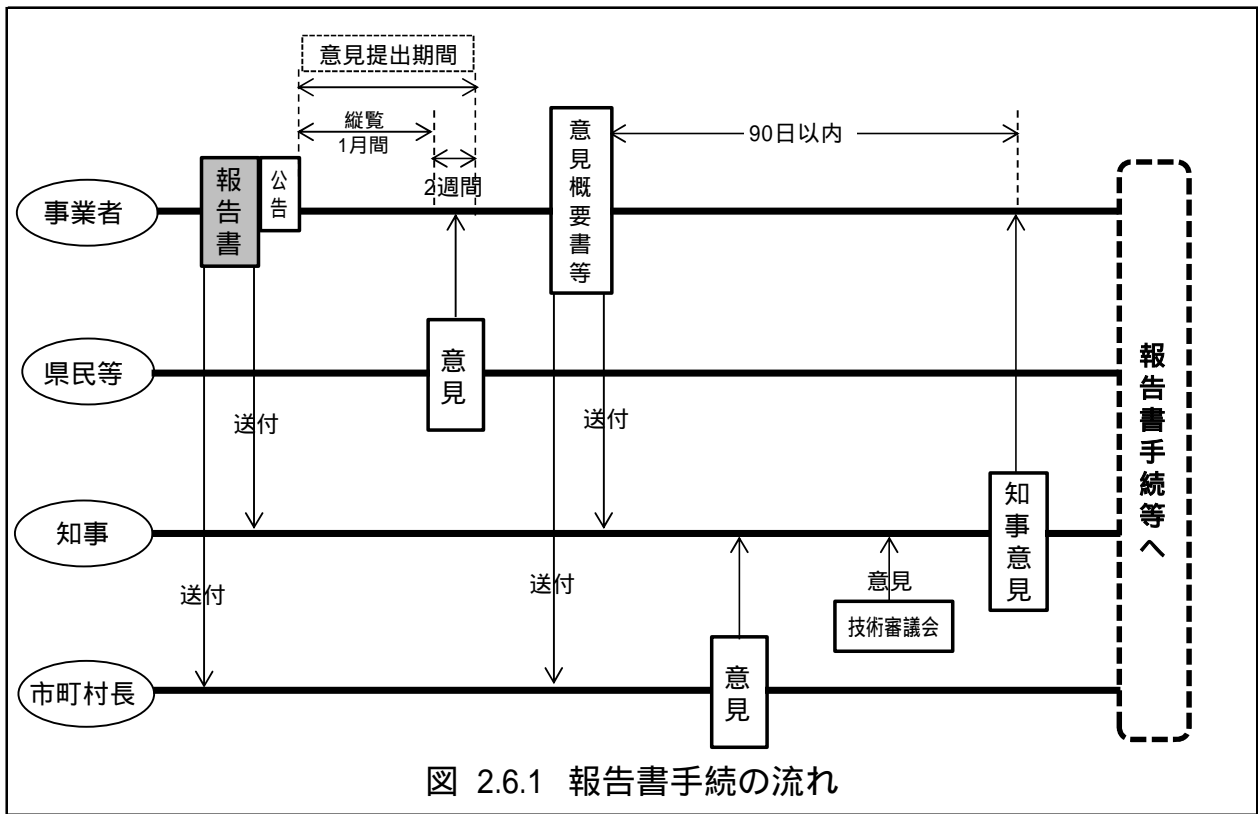 意見提出期間
縦覧
1月間
2週間
90日以内
事業者
報告書
公告
意見概要書等
県民等
意見
送付
送付
知事
知事意見
送付
送付
意見
技術審議会
市町村長
意見
報告書手続等へ
図 2.6.1 報告書手続の流れ